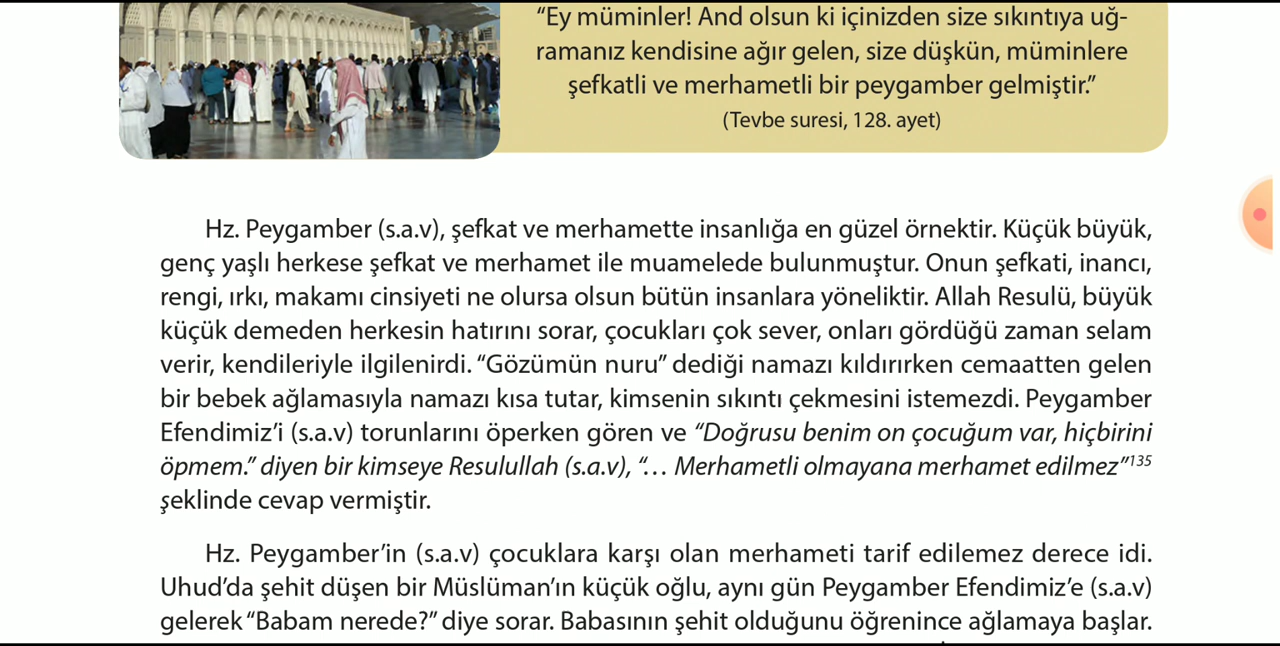 “Ey müminler! And olsun ki içinizden size sıkıntıya uğ-
ramanız kendisine ağır gelen, size düşkün, müminlere
şefkatli ve merhametli bir peygamber gelmiştir.”
(Tevbe suresi, 128. ayet)
Hz. Peygamber (s.a.v), şefkat ve merhamette insanlığa en güzel örnektir. Küçük büyük,
genç yaşlı herkese şefkat ve merhamet ile muamelede bulunmuştur. Onun şefkati, inancı,
rengi, ırkı, makamı cinsiyeti ne olursa olsun bütün insanlara yöneliktir. Allah Resulü, büyük
küçük demeden herkesin hatırını sorar, çocukları çok sever, onları gördüğü zaman selam
verir, kendileriyle ilgilenirdi. “Gözümün nuru” dediği namazı kıldırırken cemaatten gelen
bir bebek ağlamasıyla namazı kısa tutar, kimsenin sıkıntı çekmesini istemezdi. Peygamber
Efendimiz’i (s.a.v) torunlarını öperken gören ve “Doğrusu benim on çocuğum var, hiçbirini
öpmem.” diyen bir kimseye Resulullah (s.a.v), “… Merhametli olmayana merhamet edilmez”135
şeklinde cevap vermiştir.
Hz. Peygamber’in (s.a.v) çocuklara karşı olan merhameti tarif edilemez derece idi.
Uhud’da şehit düşen bir Müslüman’ın küçük oğlu, aynı gün Peygamber Efendimiz’e (s.a.v)
gelerek “Babam nerede?” diye sorar. Babasının şehit olduğunu öğrenince ağlamaya başlar.